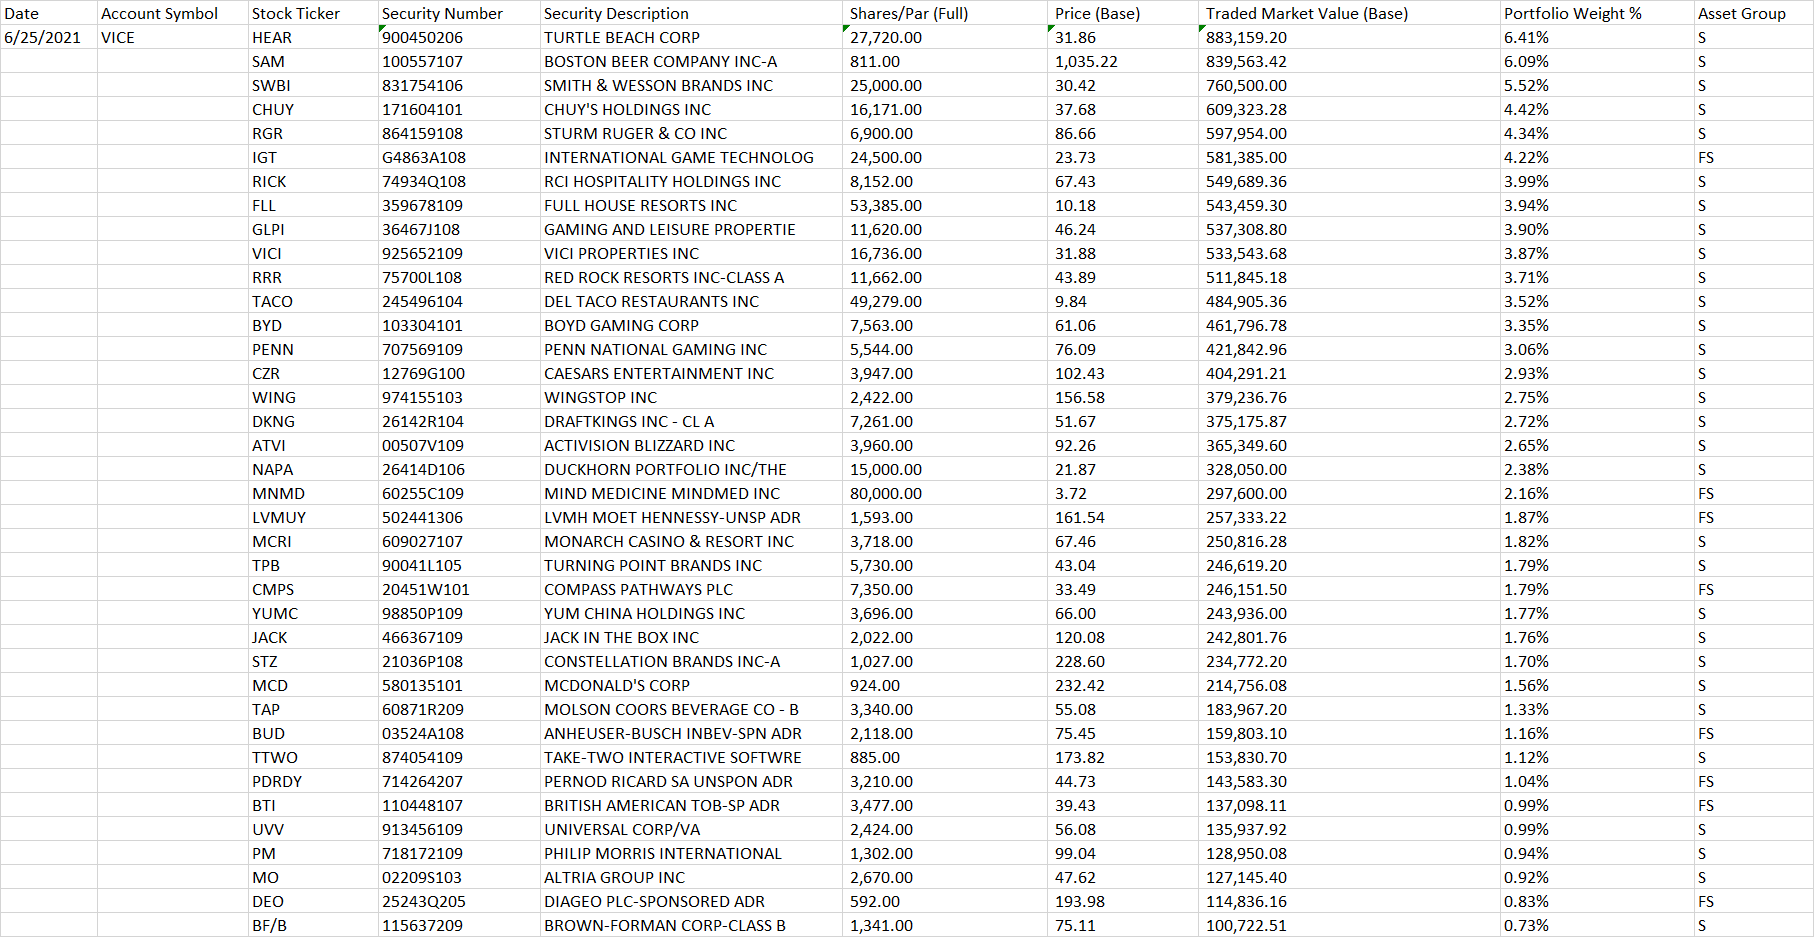 Date Account Symbol Stock Ticker Security Number Security Description Shares/Par (Full) Price (Base) Traded Market Value (Base) Portfolio Weight % Asset Group
6/25/2021 VICE HEAR 900450206 TURTLE BEACH CORP 27,720.00 31.86 883,159.20 6.41% S
SAM 100557107 BOSTON BEER COMPANY INC-A 811.00 1,035.22 839,563.42 6.09% S
SWBI 831754106 SMITH & WESSON BRANDS INC 25,000.00 30.42 760,500.00 5.52% S
CHUY 171604101 CHUY'S HOLDINGS INC 16,171.00 37.68 609,323.28 4.42% S
RGR 864159108 STURM RUGER & CO INC 6,900.00 86.66 597,954.00 4.34% S
IGT G4863A108 INTERNATIONAL GAME TECHNOLOG 24,500.00 23.73 581,385.00 4.22% FS
RICK 74934Q108 RCI HOSPITALITY HOLDINGS INC 8,152.00 67.43 549,689.36 3.99% S
FLL 359678109 FULL HOUSE RESORTS INC 53,385.00 10.18 543,459.30 3.94% S
GLPI 36467J108 GAMING AND LEISURE PROPERTIE 11,620.00 46.24 537,308.80 3.90% S
VICI 925652109 VICI PROPERTIES INC 16,736.00 31.88 533,543.68 3.87% S
RRR 75700L108 RED ROCK RESORTS INC-CLASS A 11,662.00 43.89 511,845.18 3.71% S
TACO 245496104 DEL TACO RESTAURANTS INC 49,279.00 9.84 484,905.36 3.52% S
BYD 103304101 BOYD GAMING CORP 7,563.00 61.06 461,796.78 3.35% S
PENN 707569109 PENN NATIONAL GAMING INC 5,544.00 76.09 421,842.96 3.06% S
CZR 12769G100 CAESARS ENTERTAINMENT INC 3,947.00 102.43 404,291.21 2.93% S
WING 974155103 WINGSTOP INC 2,422.00 156.58 379,236.76 2.75% S
DKNG 26142R104 DRAFTKINGS INC - CL A 7,261.00 51.67 375,175.87 2.72% S
ATVI 00507V109 ACTIVISION BLIZZARD INC 3,960.00 92.26 365,349.60 2.65% S
NAPA 26414D106 DUCKHORN PORTFOLIO INC/THE 15,000.00 21.87 328,050.00 2.38% S
MNMD 60255C109 MIND MEDICINE MINDMED INC 80,000.00 3.72 297,600.00 2.16% FS
LVMUY 502441306 LVMH MOET HENNESSY-UNSP ADR 1,593.00 161.54 257,333.22 1.87% FS
MCRI 609027107 MONARCH CASINO & RESORT INC 3,718.00 67.46 250,816.28 1.82% S
TPB 90041L105 TURNING POINT BRANDS INC 5,730.00 43.04 246,619.20 1.79% S
CMPS 20451W101 COMPASS PATHWAYS PLC 7,350.00 33.49 246,151.50 1.79% FS
YUMC 98850P109 YUM CHINA HOLDINGS INC 3,696.00 66.00 243,936.00 1.77% S
JACK 466367109 JACK IN THE BOX INC 2,022.00 120.08 242,801.76 1.76% S
STZ 21036P108 CONSTELLATION BRANDS INC-A 1,027.00 228.60 234,772.20 1.70% S
MCD 580135101 MCDONALD'S CORP 924.00 232.42 214,756.08 1.56% S
TAP 60871R209 MOLSON COORS BEVERAGE CO - B 3,340.00 55.08 183,967.20 1.33% S
BUD 03524A108 ANHEUSER-BUSCH INBEV-SPN ADR 2,118.00 75.45 159,803.10 1.16% FS
TTWO 874054109 TAKE-TWO INTERACTIVE SOFTWRE 885.00 173.82 153,830.70 1.12% S
PDRDY 714264207 PERNOD RICARD SA UNSPON ADR 3,210.00 44.73 143,583.30 1.04% FS
BTI 110448107 BRITISH AMERICAN TOB-SP ADR 3,477.00 39.43 137,098.11 0.99% FS
UVV 913456109 UNIVERSAL CORP/VA 2,424.00 56.08 135,937.92 0.99% S
PM 718172109 PHILIP MORRIS INTERNATIONAL 1,302.00 99.04 128,950.08 0.94% S
MO 02209S103 ALTRIA GROUP INC 2,670.00 47.62 127,145.40 0.92% S
DEO 25243Q205 DIAGEO PLC-SPONSORED ADR 592.00 193.98 114,836.16 0.83% FS
BF/B 115637209 BROWN-FORMAN CORP-CLASS B 1,341.00 75.11 100,722.51 0.73% S